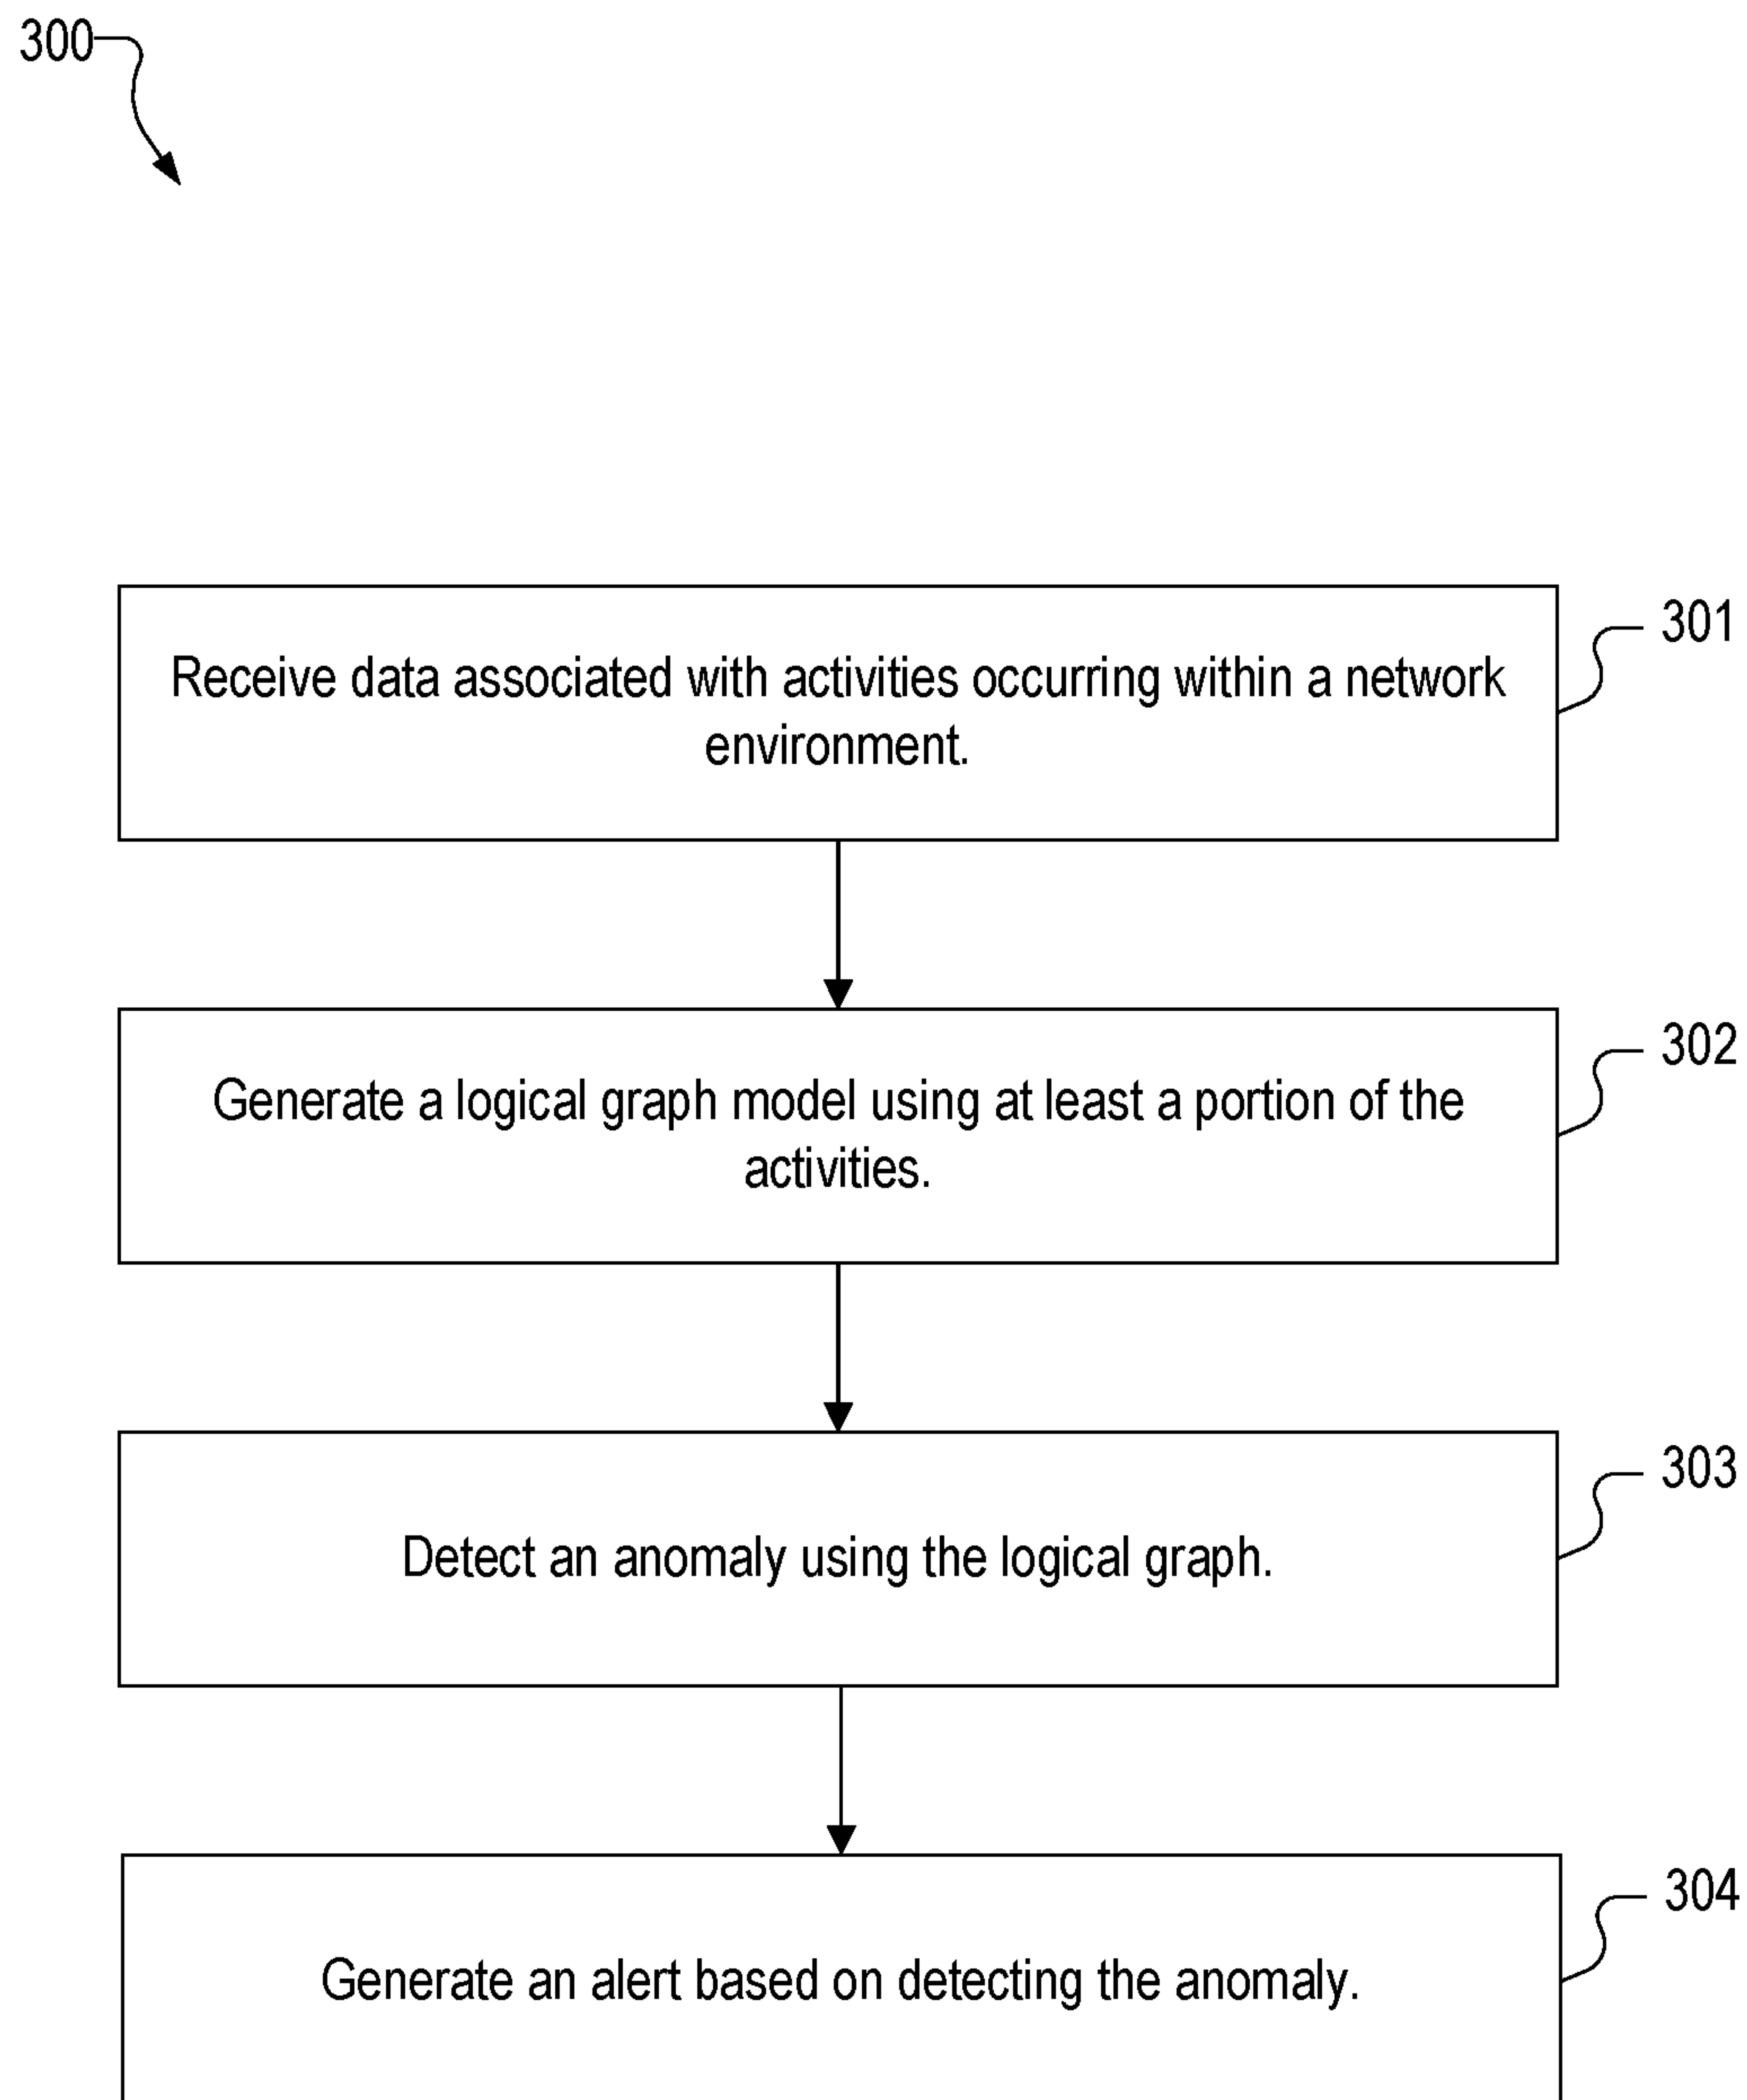 300
301
Receive data associated with activities occurring within a network
environment.
302
Generate a logical graph model using at least a portion of the
activities.
303
Detect an anomaly using the logical graph.
304
Generate an alert based on detecting the anomaly.